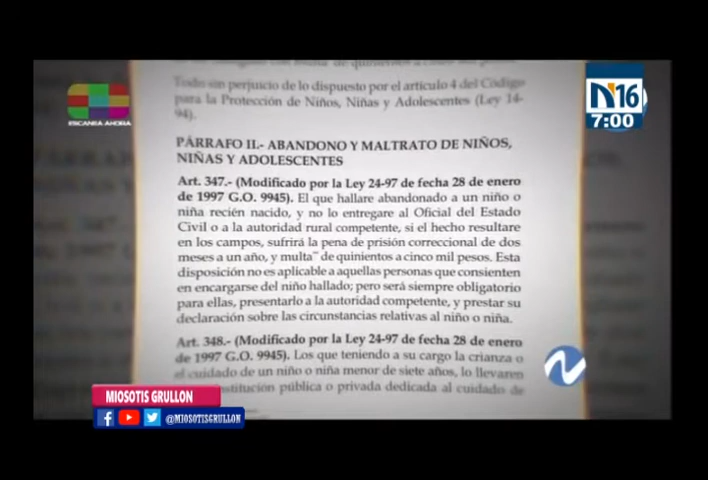 N16
7:00
ESCANEA AHORA
Todo sin perjuicio de lo dispuesto por el artículo 4 del Código
para la Protección de Niños, Niñas y Adolescentes (Ley 14-
94).
PÁRRAFO II.- ABANDONO Y MALTRATO DE NIÑOS,
NIÑAS Y ADOLESCENTES
Art. 347.- (Modificado por la Ley 24-97 de fecha 28 de enero
de 1997 G.O. 9945). El que hallare abandonado a un niño o
niña recién nacido, y no lo entregare al Oficial del Estado
Civil o a la autoridad rural competente, si el hecho resultare
en los campos, sufrirá la pena de prisión correccional de dos
meses a un año, y multa de quinientos a cinco mil pesos. Esta
disposición no es aplicable a aquellas personas que consienten
en encargarse del niño hallado; pero será siempre obligatorio
para ellas, presentarlo a la autoridad competente, y prestar su
declaración sobre las circunstancias relativas al niño o niña.
Art. 348.- (Modificado por la Ley 24-97 de fecha 28 de enero
de 1997 G.O. 9945). Los que teniendo a su cargo la crianza o
el cuidado de un niño o niña menor de siete años, lo llevaren
stitución pública o privada dedicada al cuidado de
MIOSOTIS GRULLON
@MIOSOTISGRULLON